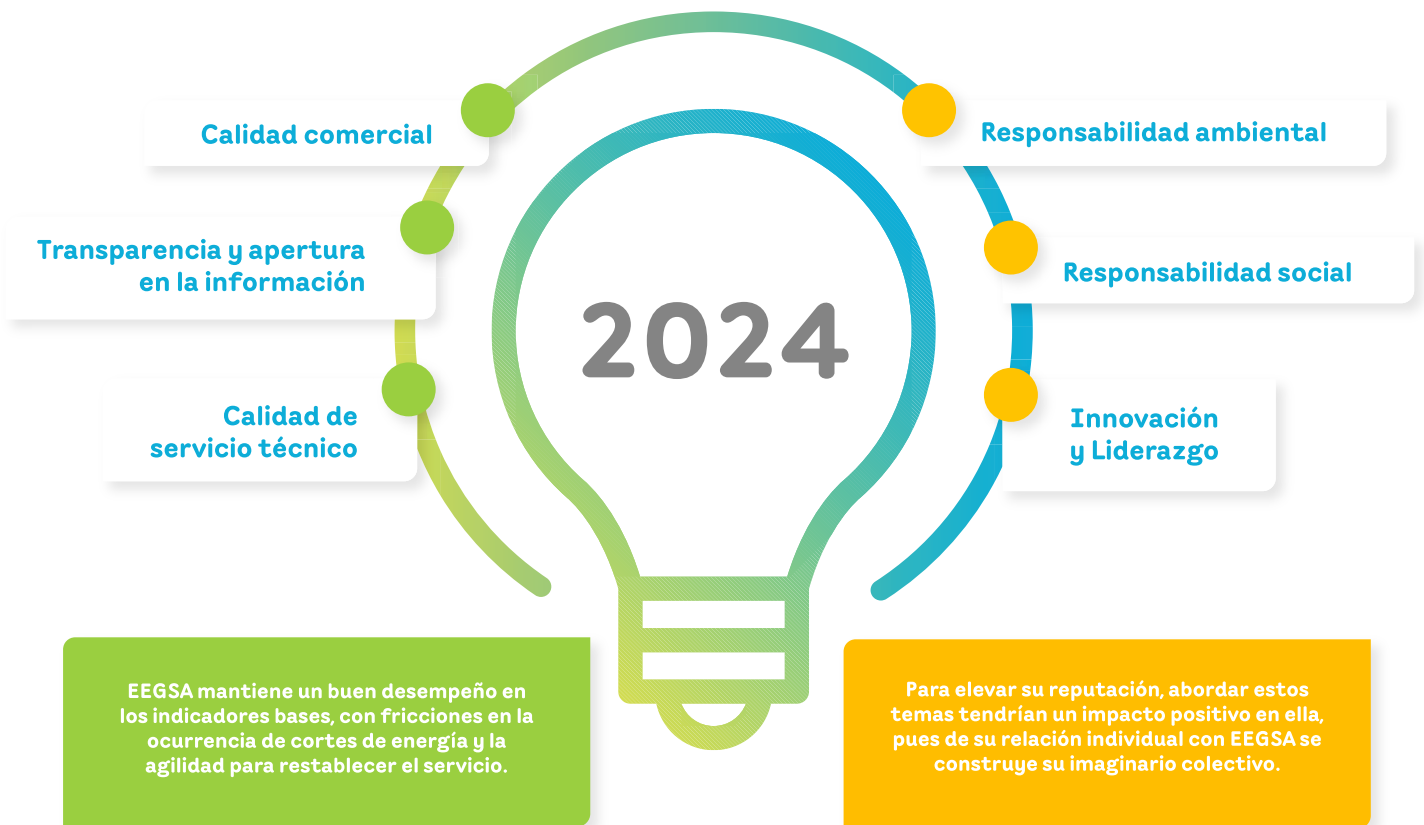 Calidad comercial
Transparencia y apertura
en la información
Calidad de
servicio técnico
2024
Responsabilidad ambiental
Responsabilidad social
Innovación
y Liderazgo
EEGSA mantiene un buen desempeño en
los indicadores bases, con fricciones en la
ocurrencia de cortes de energía y la
agilidad para restablecer el servicio.
Para elevar su reputación, abordar estos
temas tendrían un impacto positivo en ella,
pues de su relación individual con EEGSA se
construye su imaginario colectivo.